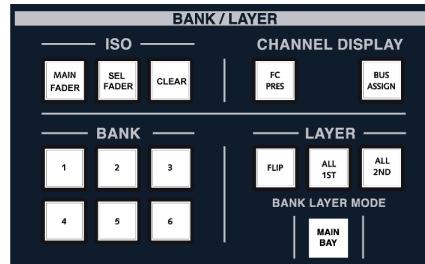 BANK / LAYER
ISO
CHANNEL DISPLAY
MAIN
FADER
SEL
FADER
CLEAR
FC
PRES
BUS
ASSIGN
BANK
LAYER
1
2
3
FLIP
ALL
1ST
ALL
2ND
4
5
6
BANK LAYER MODE
MAIN
BAY